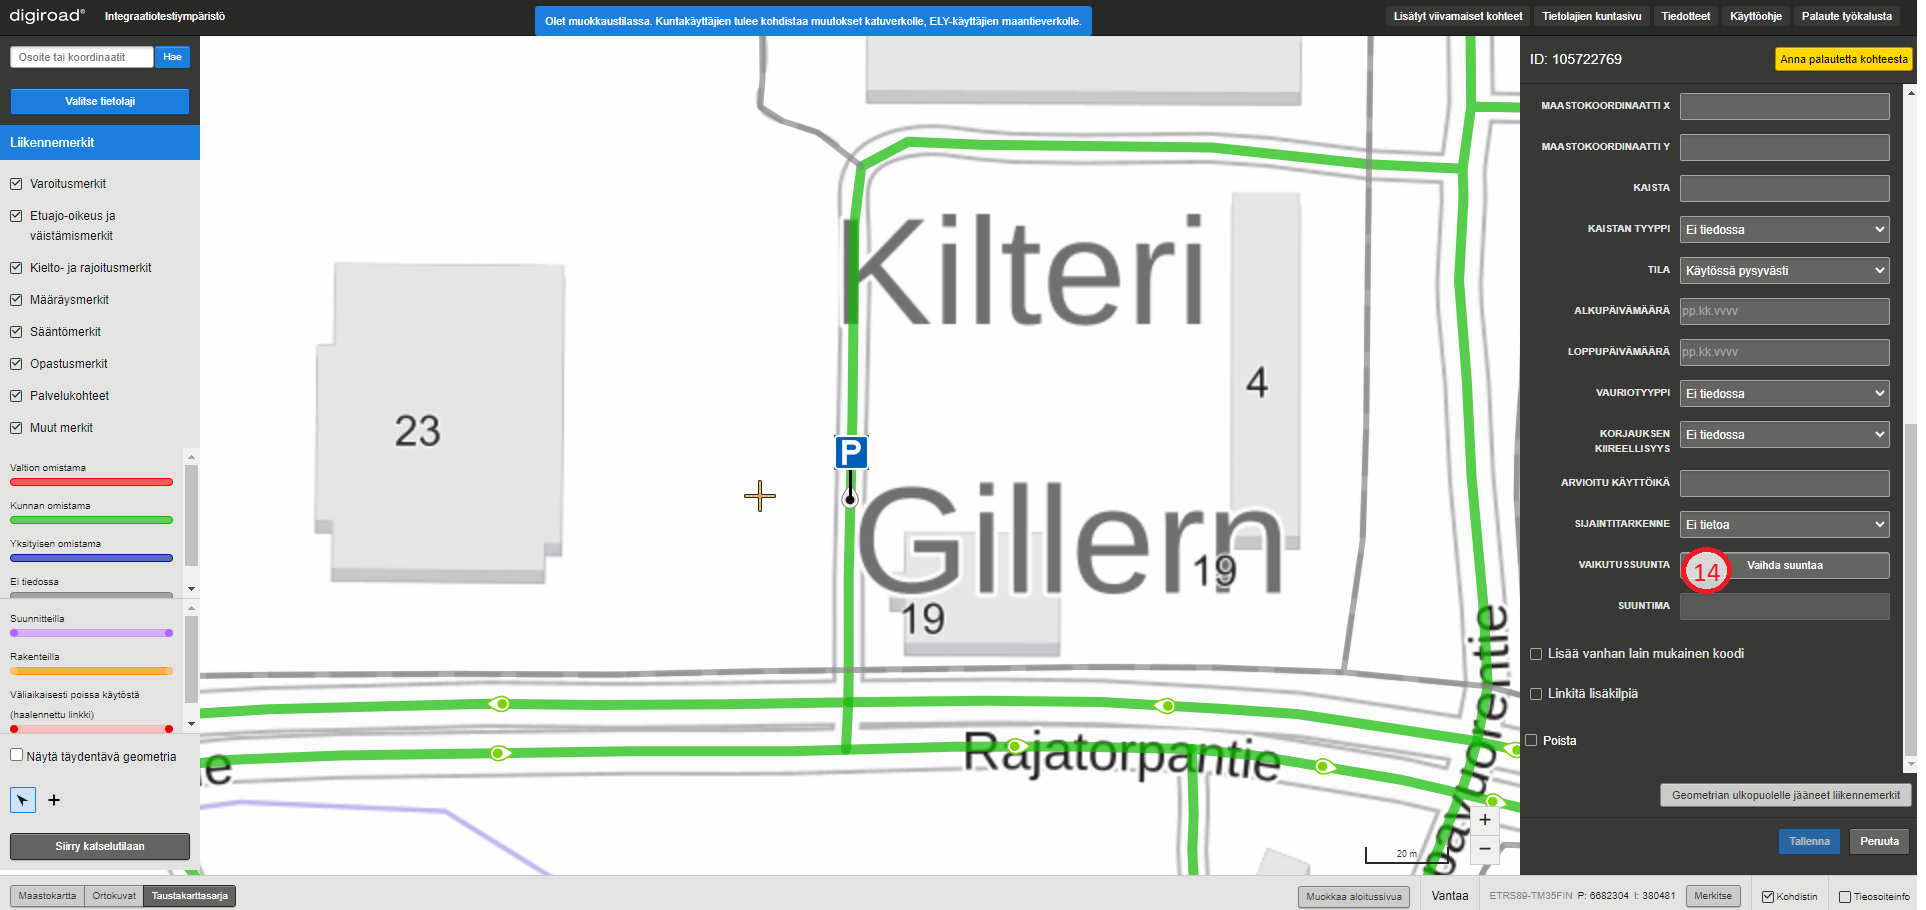 digiroad® Integraatiotestiympäristö
Olet muokkaustilassa. Kuntakäyttäjien tulee kohdistaa muutokset katuverkolle, ELY-käyttäjien maantieverkolle.
Lisätyt viivamaiset kohteet Tietolajien kuntasivu Tiedotteet Käyttöohje Palaute työkalusta
Osoite tai koordinaatit Hae
Valitse tietolaji
Liikennemerkit
Varoitusmerkit
Etuajo-oikeus ja
väistämismerkit
Kielto- ja rajoitusmerkit
Määräysmerkit
Sääntömerkit
Opastusmerkit
Palvelukohteet
Muut merkit
Valtion omistama
Kunnan omistama
Yksityisen omistama
Ei tiedossa
Suunnitteilla
Rakenteilla
Väliaikaisesti poissa käytöstä
(haalennettu linkki)
Näytä täydentävä geometria
+
Siirry katselutilaan
Kilteri
4
23
P
Gillern
19
19
Rajatorpantie
ie
pavuorentie
+
−
20 m
ID: 105722769
Anna palautetta kohteesta
MAASTOKOORDINAATTI X
MAASTOKOORDINAATTI Y
KAISTA
KAISTAN TYYPPI Ei tiedossa
TILA Käytössä pysyvästi
ALKUPÄIVÄMÄÄRÄ pp.kk.vvvv
LOPPUPÄIVÄMÄÄRÄ pp.kk.vvvv
VAURIOTYYPPI Ei tiedossa
KORJAUKSEN
KIIREELLISYYS Ei tiedossa
ARVIOITU KÄYTTÖIKÄ
SIJAINTITARKENNE Ei tietoa
VAIKUTUSSUUNTA 14 Vaihda suuntaa
SUUNTIMA
Lisää vanhan lain mukainen koodi
Linkitä lisäkilpiä
Poista
Geometrian ulkopuolelle jääneet liikennemerkit
Tallenna Peruuta
Maastokartta Ortokuvat Taustakarttasarja
Muokkaa aloitussivua Vantaa ETRS89-TM35FIN P: 6682304 I: 380481 Merkitse Kohdistin Tieosoiteinfo